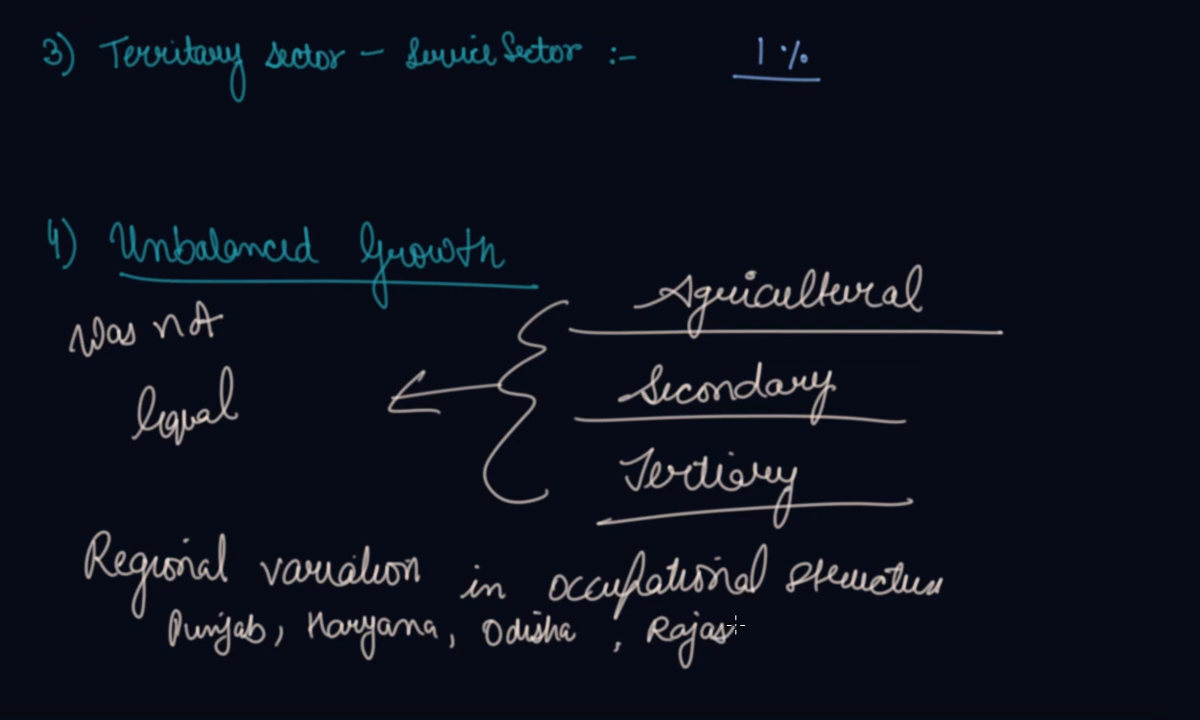 3) Territary sector - Service Sector :- 1 %
4) Unbalanced Growth
Agricultural
was not
Equal
Secondary
Tertiary
Regional variation in occupational structure
Punjab, Haryana, Odisha , Rajas